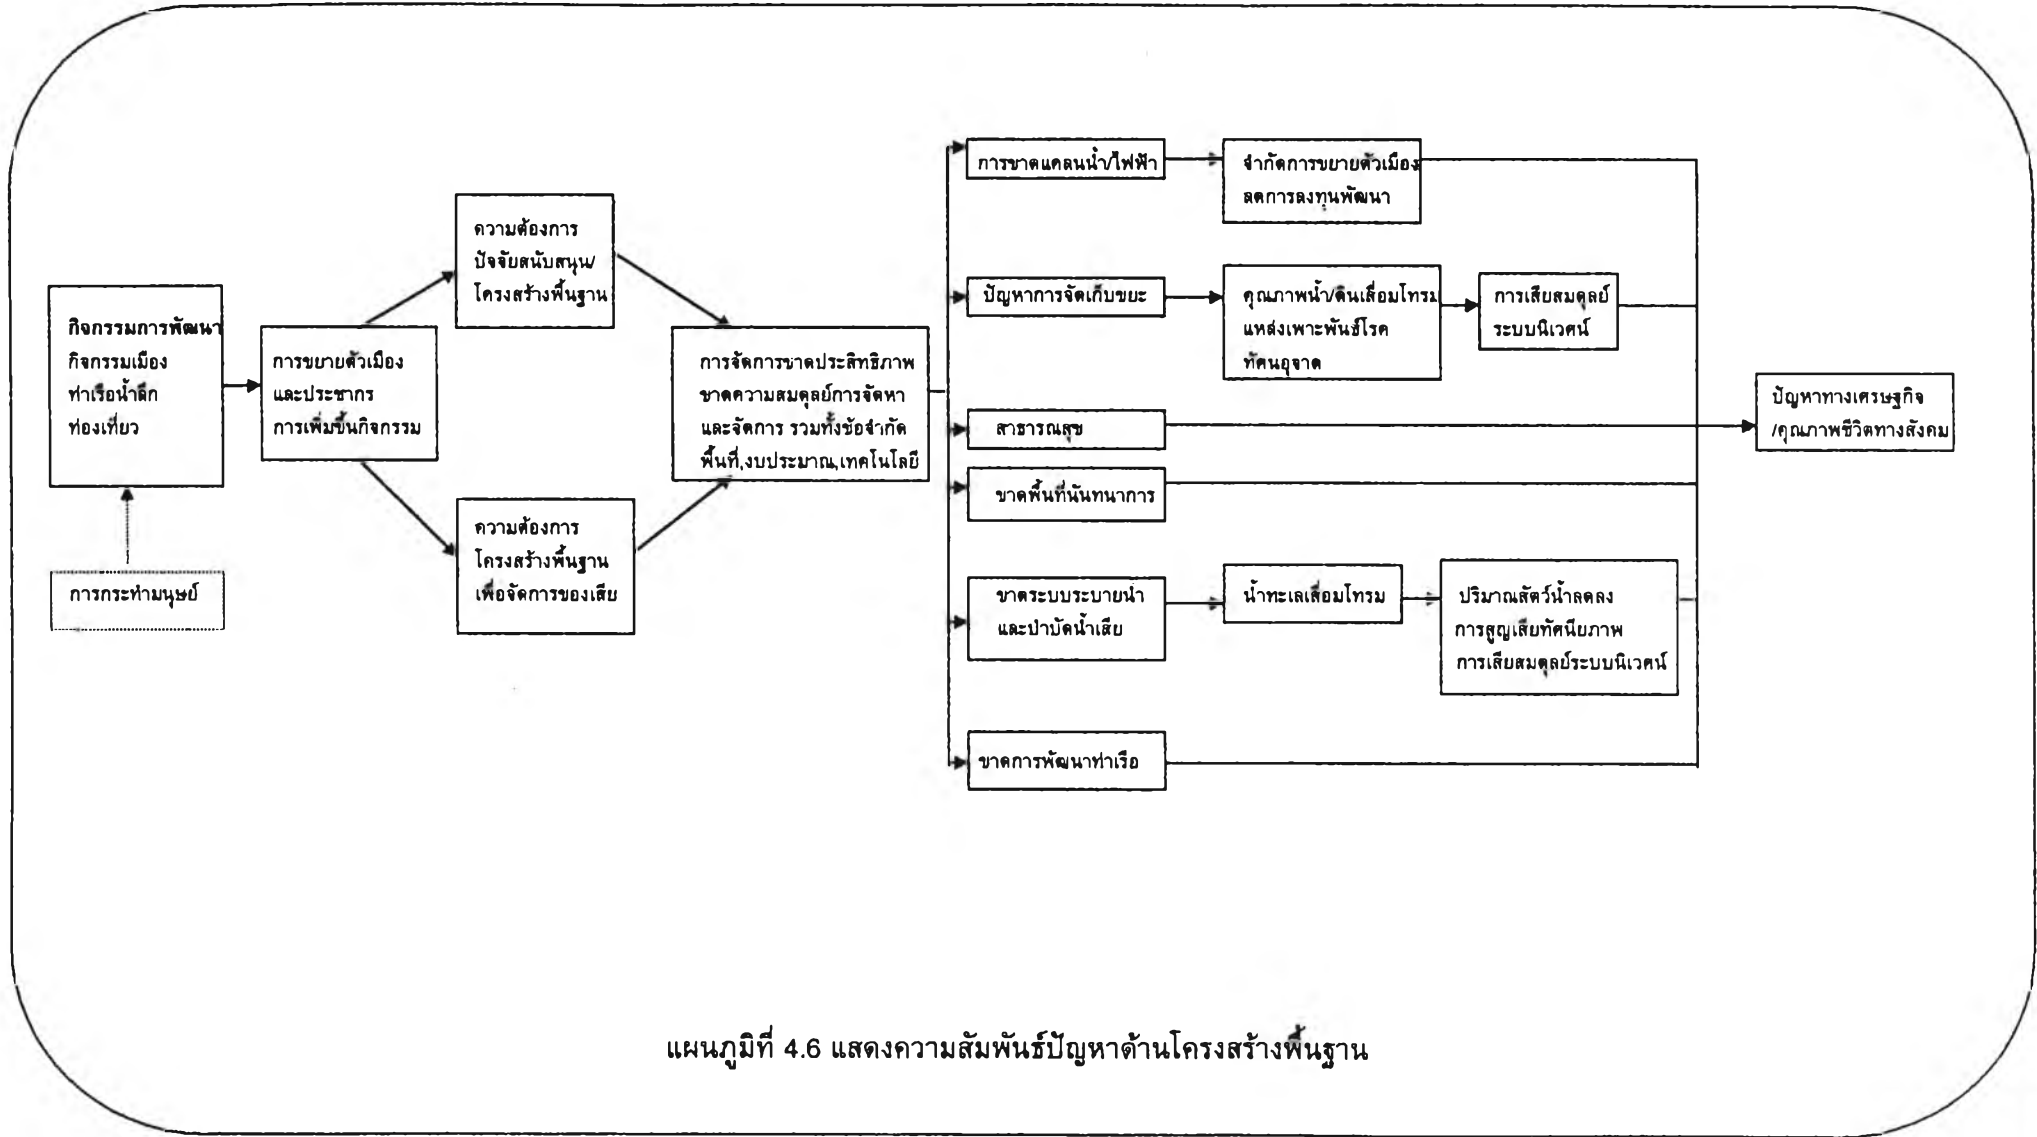 กิจกรรมการพัฒนา
กิจกรรมเมือง
ท่าเรือน้ำลึก
ท่องเที่ยว
การกระทำมนุษย์
การขยายตัวเมือง
และประชากร
การเพิ่มขึ้นกิจกรรม
ความต้องการ
ปัจจัยสนับสนุน/
โครงสร้างพื้นฐาน
ความต้องการ
โครงสร้างพื้นฐาน
เพื่อจัดการของเสีย
การจัดการขาดประสิทธิภาพ
ขาดความสมดุลย์การจัดหา
และจัดการ รวมทั้งข้อจำกัด
พื้นที่,งบประมาณ,เทคโนโลยี
การขาดแคลนน้ำ/ไฟฟ้า
จำกัดการขยายตัวเมือง
ลดการลงทุนพัฒนา
ปัญหาการจัดเก็บขยะ
คุณภาพน้ำ/ดินเสื่อมโทรม
แหล่งเพาะพันธ์โรค
ทัศนอุจาด
การเสียสมดุลย์
ระบบนิเวศน์
สาธารณสุข
ขาดพื้นที่นันทนาการ
ขาดระบบระบายน้ำ
และบำบัดน้ำเสีย
น้ำทะเลเสื่อมโทรม
ปริมาณสัตว์น้ำลดลง
การสูญเสียทัศนียภาพ
การเสียสมดุลย์ระบบนิเวศน์
ขาดการพัฒนาท่าเรือ
ปัญหาทางเศรษฐกิจ
/คุณภาพชีวิตทางสังคม
แผนภูมิที่ 4.6 แสดงความสัมพันธ์ปัญหาด้านโครงสร้างพื้นฐาน